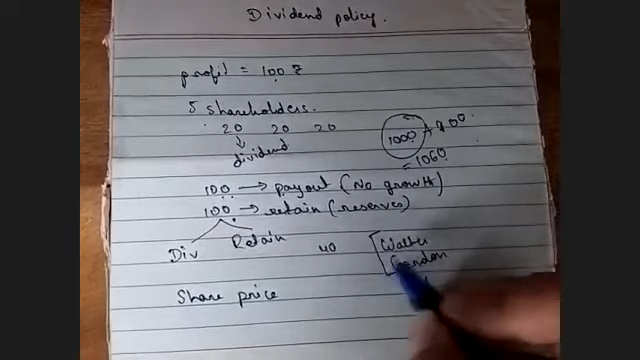 Dividend policy.
profit = 100 ₹
5 Shareholders.
20 20 20
dividend
1000
= 1060
100 → payout (No growth)
100 → retain (reserves)
Div Retain 40
Walter
Gordon
Share price